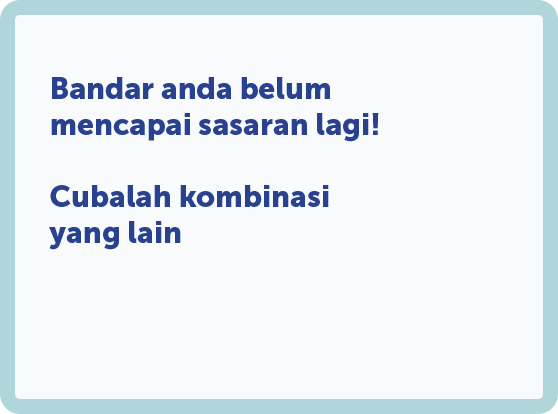 Bandar anda belum
mencapai sasaran lagi!
Cubalah kombinasi
yang lain